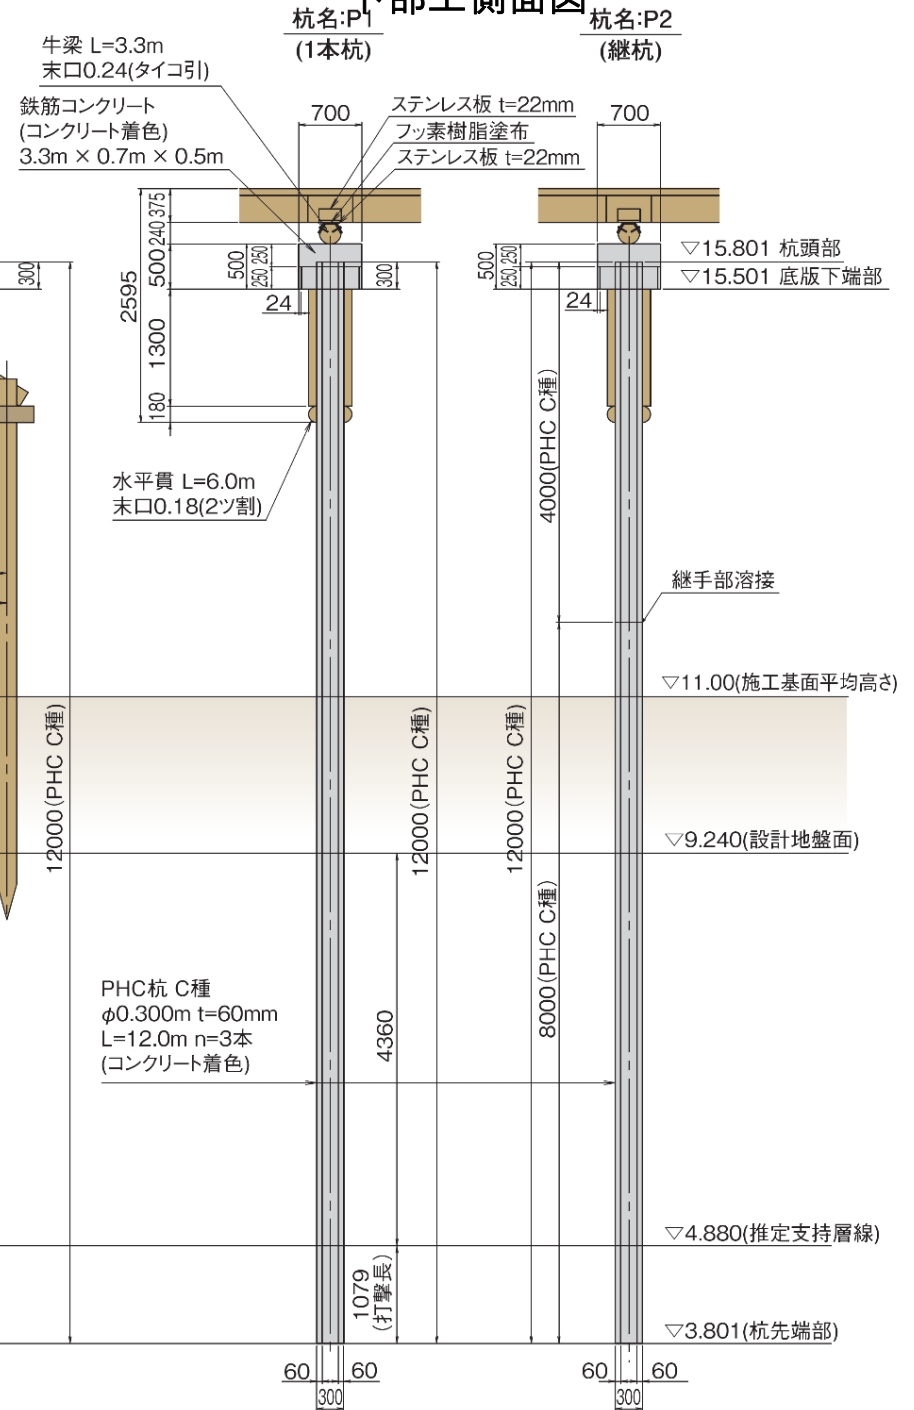 下部工側面図
杭名:P1
(1本杭)
杭名:P2
(継杭)
牛梁 L=3.3m
末口0.24(タイコ引)
鉄筋コンクリート
(コンクリート着色)
3.3m × 0.7m × 0.5m
700
ステンレス板 t=22mm
フッ素樹脂塗布
ステンレス板 t=22mm
700
375
240
500
2595
1300
180
500
250
250
24
300
300
500
250
250
24
▽15.801 杭頭部
▽15.501 底版下端部
水平貫 L=6.0m
末口0.18(2ツ割)
4000(PHC C種)
継手部溶接
▽11.00(施工基面平均高さ)
12000(PHC C種)
12000(PHC C種)
12000(PHC C種)
▽9.240(設計地盤面)
8000(PHC C種)
PHC杭 C種
φ0.300m t=60mm
L=12.0m n=3本
(コンクリート着色)
4360
▽4.880(推定支持層線)
1079
(打撃長)
▽3.801(杭先端部)
60
60
300
60
60
300